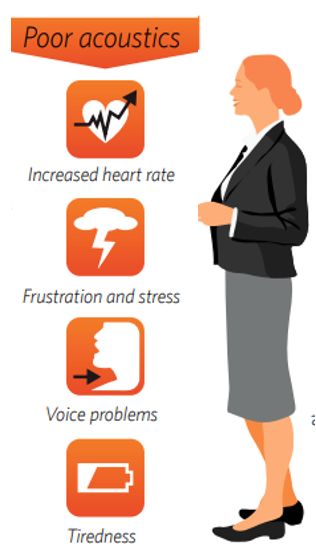 Poor acoustics
Increased heart rate
Frustration and stress
Voice problems
Tiredness